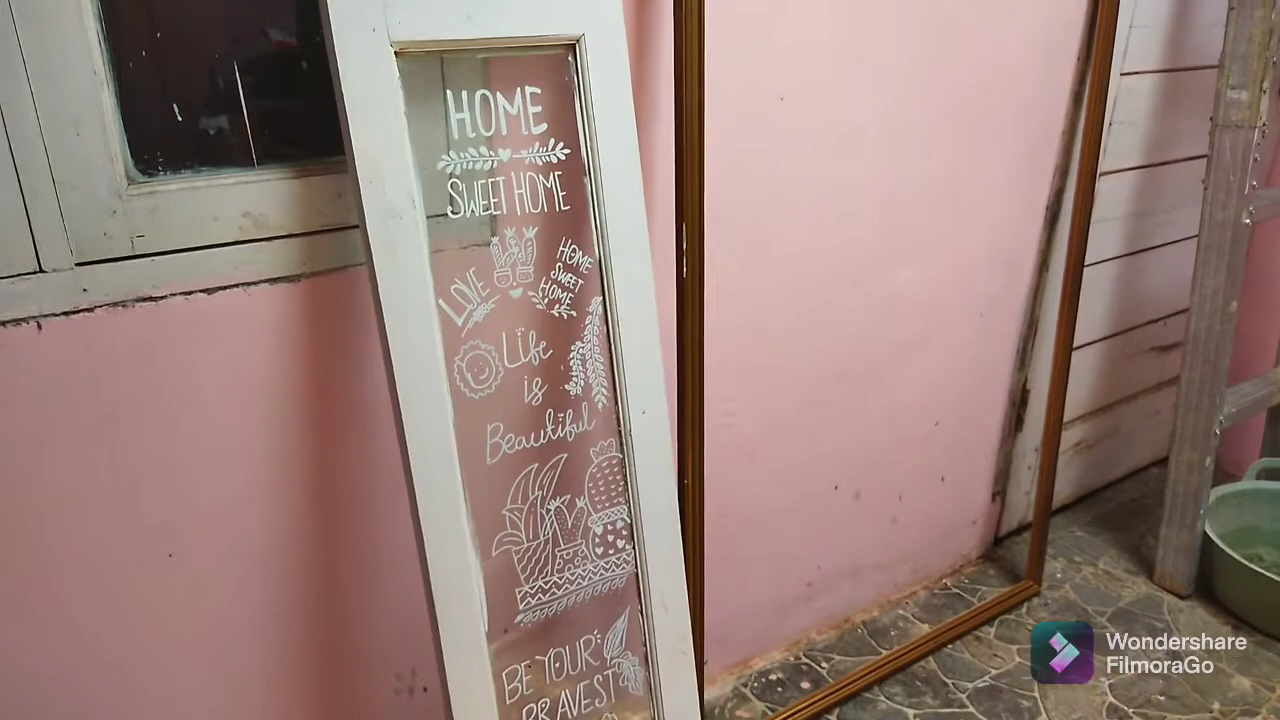 HOME
SWEET HOME
LOVE
HOME
SWEET
HOME
Life
is
Beautiful
BE YOUR
BRAVEST
Wondershare
FilmoraGo